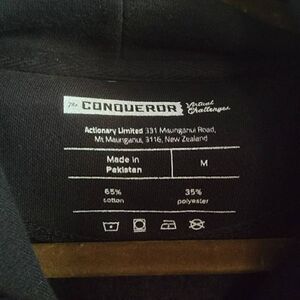 The CONQUEROR Virtual Challenges
Actionary Limited 331 Maunganui Road,
Mt Maunganui, 3116, New Zealand
Made in Pakistan
M
65% cotton
35% polyester